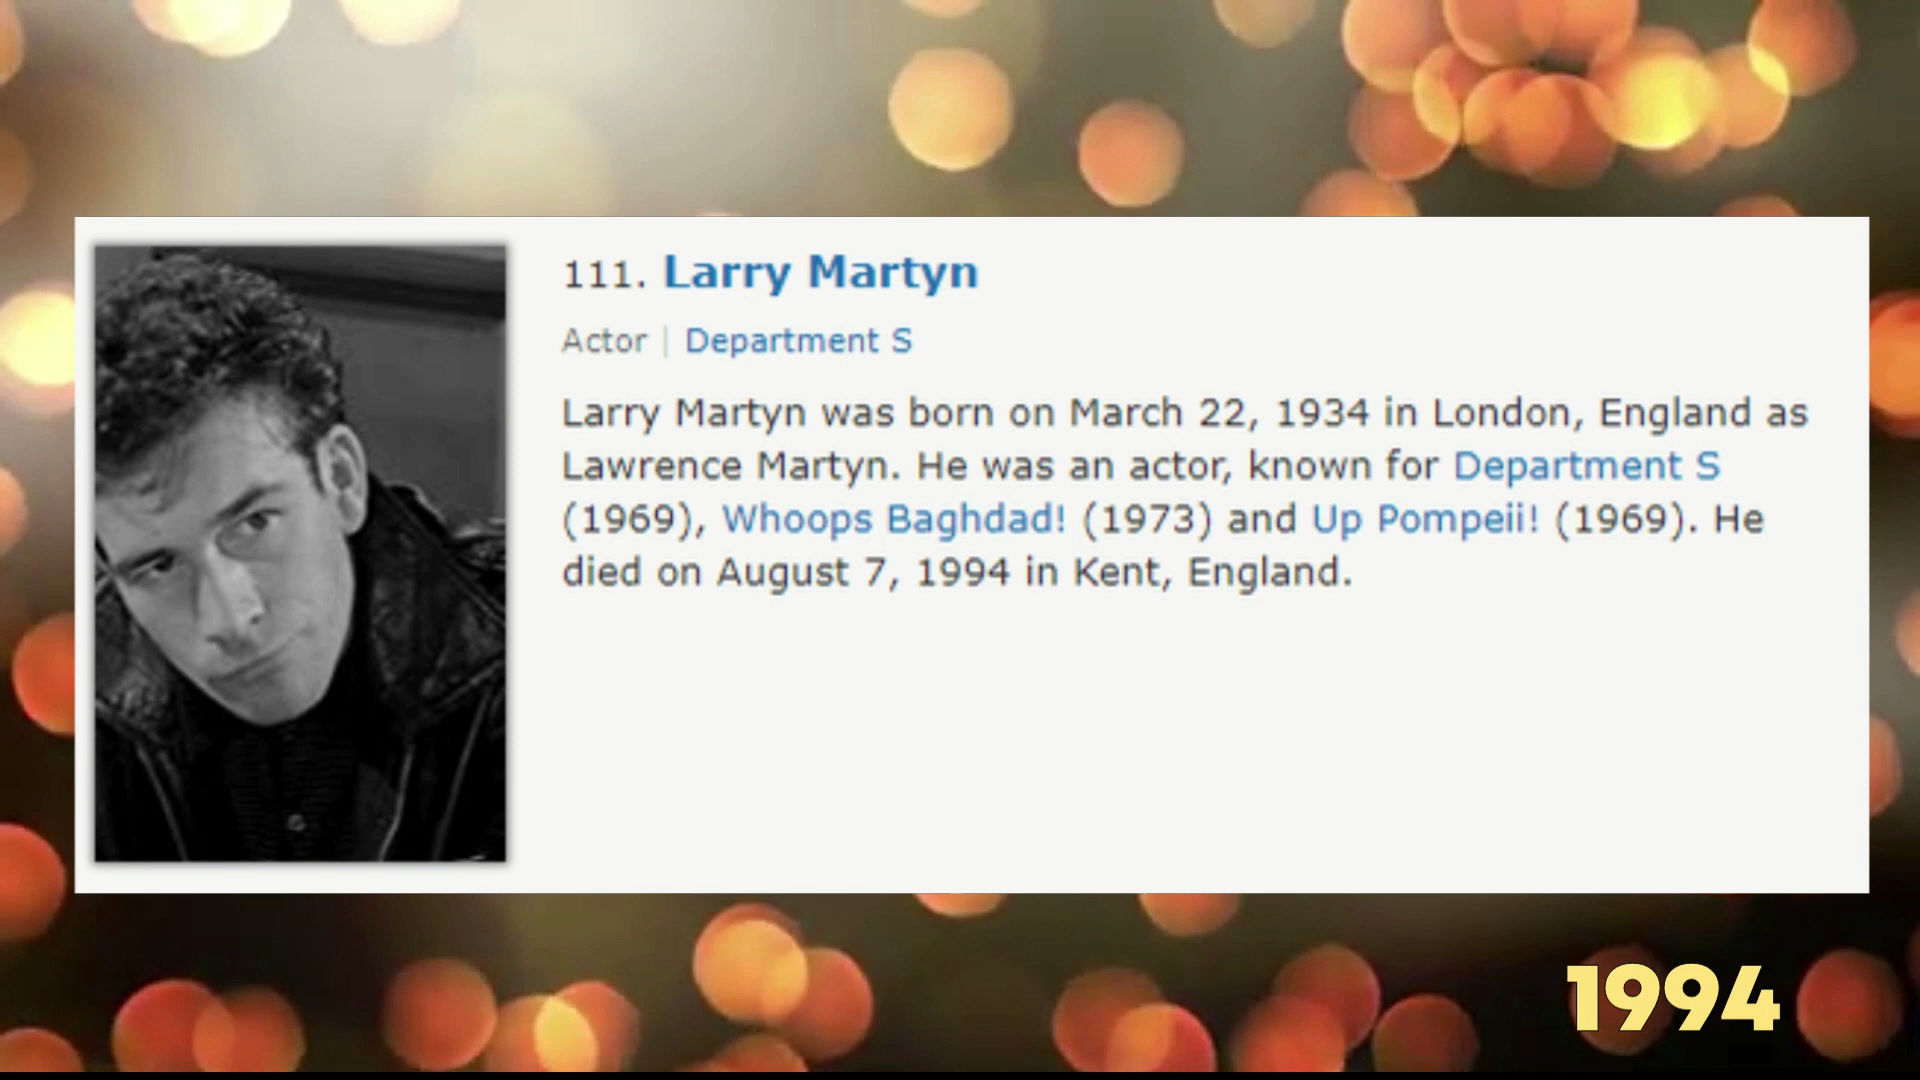 111. Larry Martyn
Actor | Department S
Larry Martyn was born on March 22, 1934 in London, England as
Lawrence Martyn. He was an actor, known for Department S
(1969), Whoops Baghdad! (1973) and Up Pompeii! (1969). He
died on August 7, 1994 in Kent, England.
1994